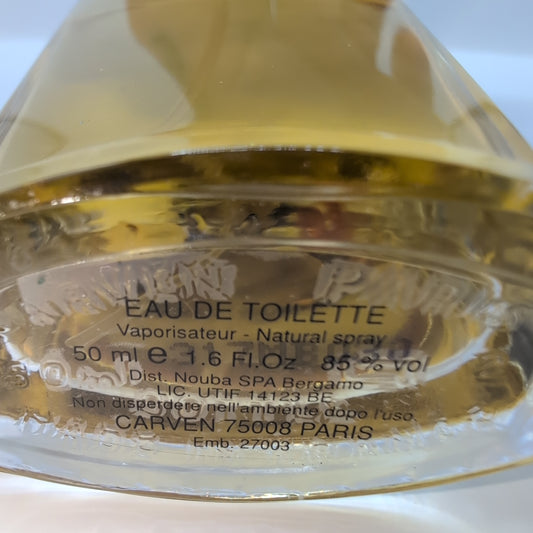 EAU DE TOILETTE
Vaporisateur - Natural spray
50 ml e 1.6 Fl.Oz 85 % vol
Dist. Nouba SPA Bergamo
LIC. UTIF 14123 BE
Non disperdere nell'ambiente dopo l'uso
CARVEN 75008 PARIS
Emb. 27003